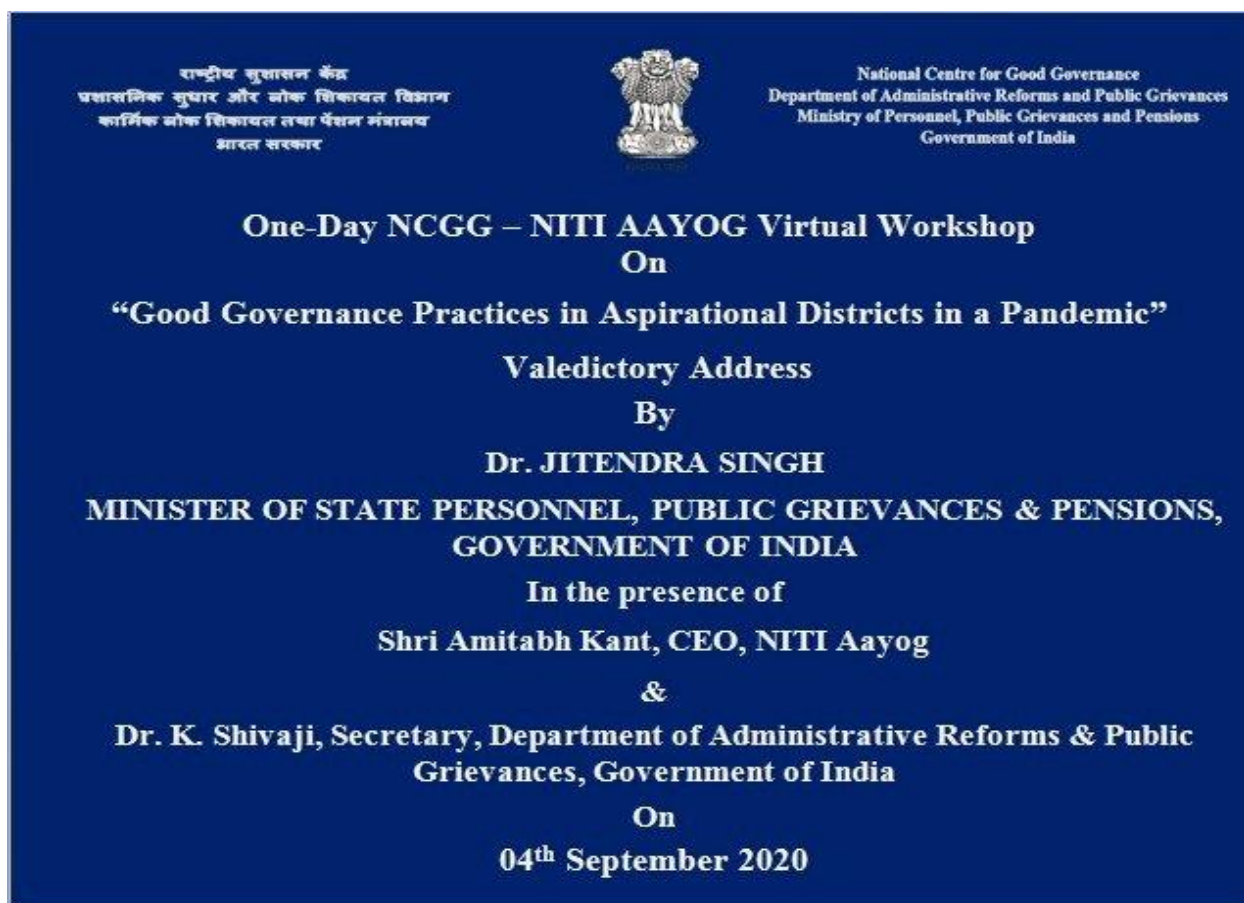 राष्ट्रीय सुशासन केंद्र
प्रशासनिक सुधार और लोक शिकायत विभाग
कार्मिक लोक शिकायत तथा पेंशन मंत्रालय
भारत सरकार
National Centre for Good Governance
Department of Administrative Reforms and Public Grievances
Ministry of Personnel, Public Grievances and Pensions
Government of India
One-Day NCGG – NITI AAYOG Virtual Workshop
On
“Good Governance Practices in Aspirational Districts in a Pandemic”
Valedictory Address
By
Dr. JITENDRA SINGH
MINISTER OF STATE PERSONNEL, PUBLIC GRIEVANCES & PENSIONS,
GOVERNMENT OF INDIA
In the presence of
Shri Amitabh Kant, CEO, NITI Aayog
&
Dr. K. Shivaji, Secretary, Department of Administrative Reforms & Public
Grievances, Government of India
On
04th September 2020